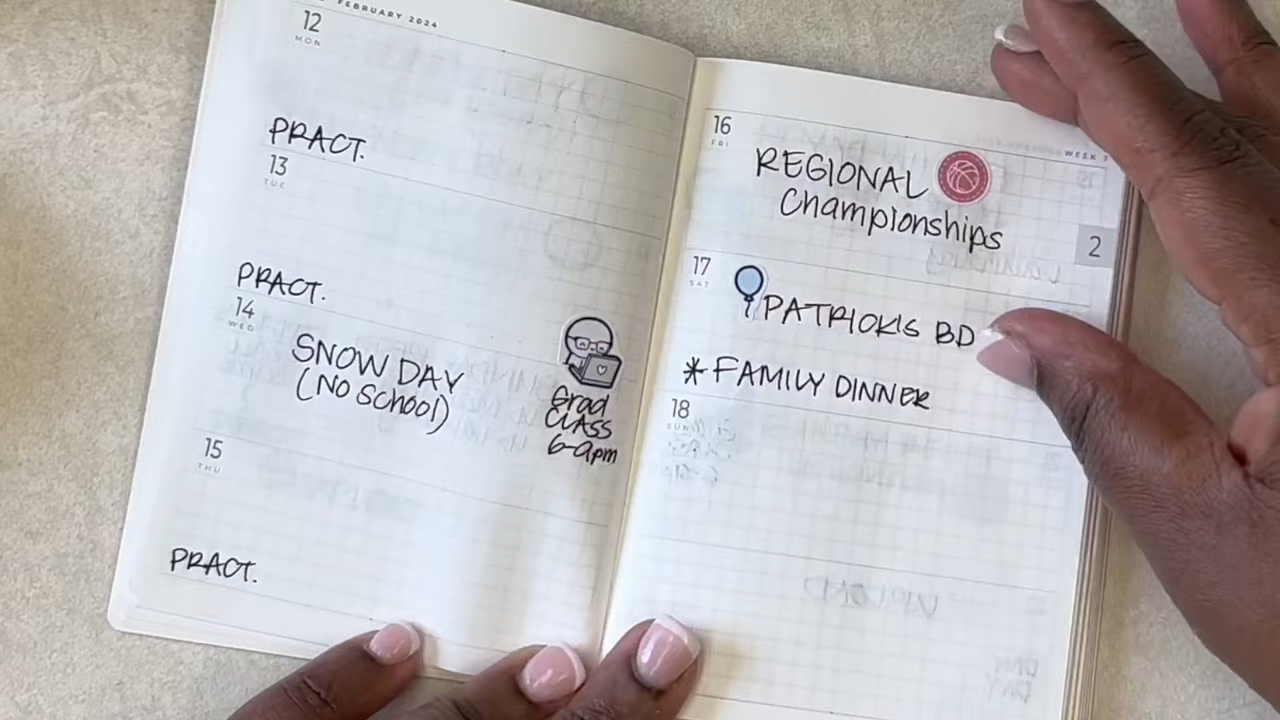 FEBRUARY 2024
12
MON
PRACT.
13
TUE
PRACT.
14
WED
SNOW DAY
(No School)
Grad
CLASS
6-9pm
15
THU
PRACT.
16
FRI
WEEK 7
REGIONAL
Championships
2
17
SAT
PATRICK'S BD
* FAMILY DINNER
18
SUN